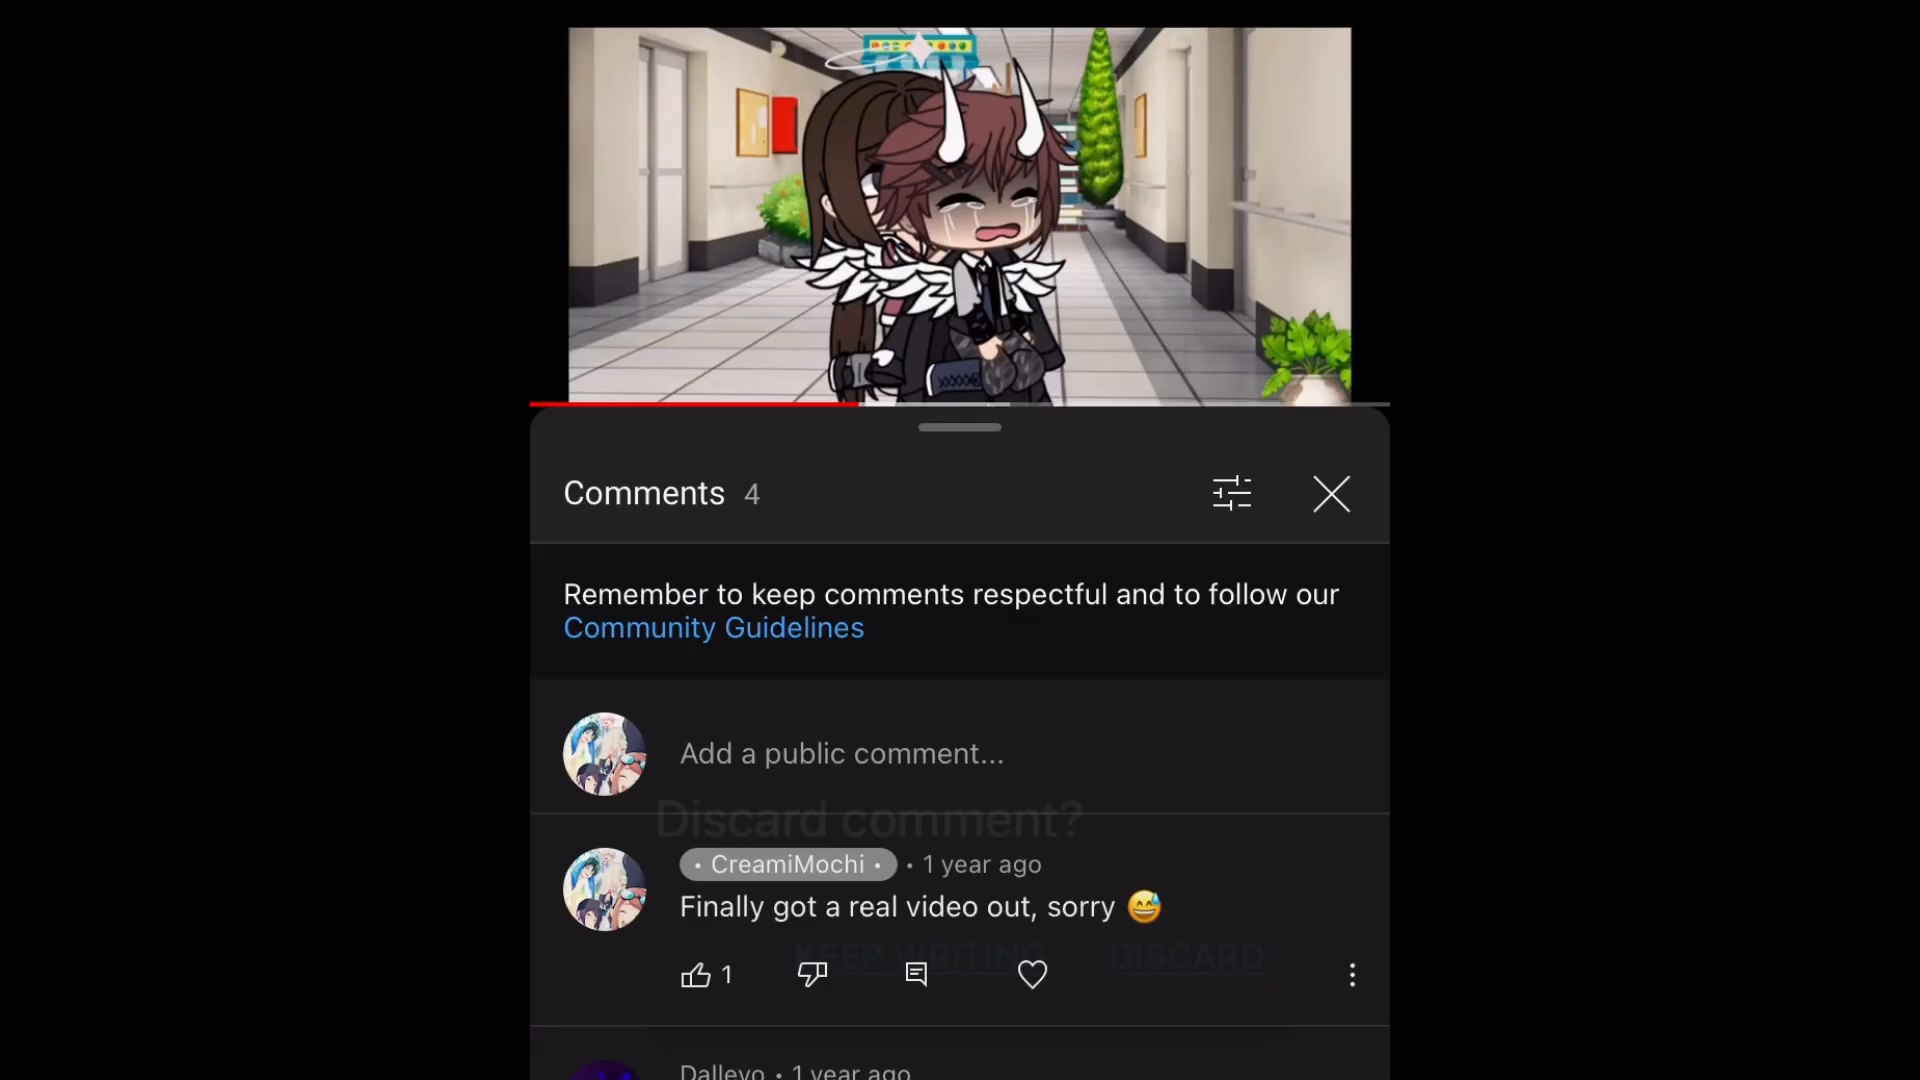 Comments 4
Remember to keep comments respectful and to follow our
Community Guidelines
Add a public comment...
Discard comment?
• CreamiMochi • • 1 year ago
Finally got a real video out, sorry 😅
KEEP WRITING DISCARD
1
Dallevo • 1 year ago